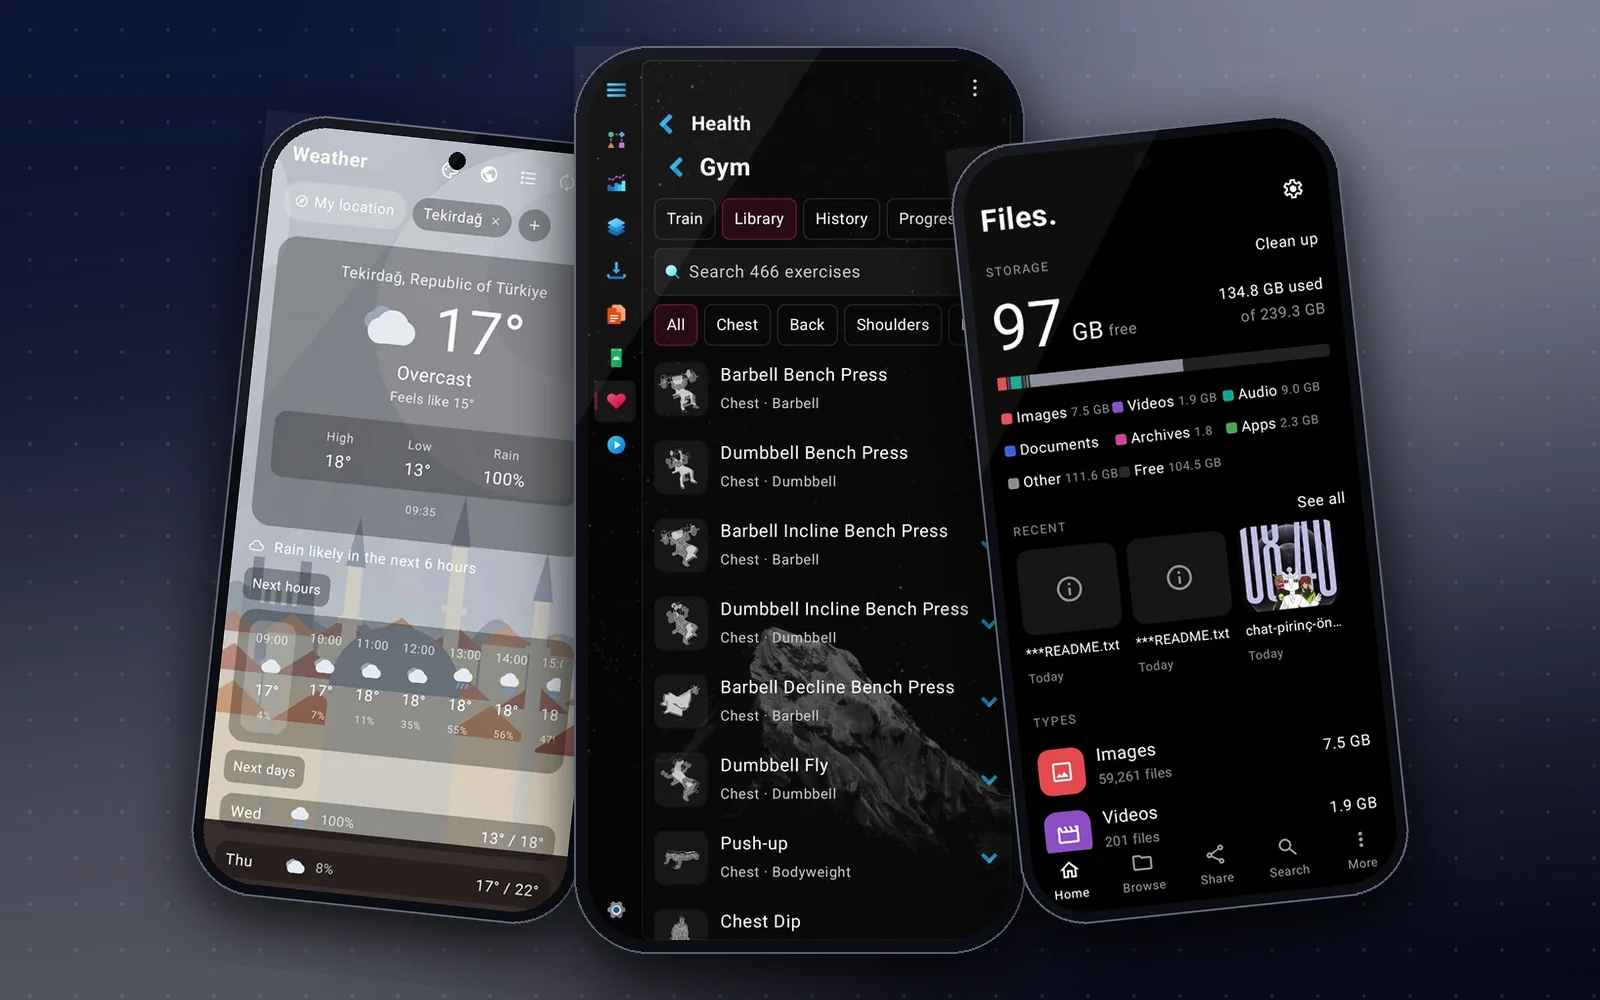 Weather
My location
Tekirdağ ×
+
Tekirdağ, Republic of Türkiye
17°
Overcast
Feels like 15°
High Low Rain
18° 13° 100%
09:35
Rain likely in the next 6 hours
Next hours
09:00 10:00 11:00 12:00 13:00 14:00
17° 17° 18° 18° 18° 18° 18
4% 7% 11% 35% 55% 56%
Next days
Wed 100% 13° / 18°
Thu 8% 17° / 22°
Health
Gym
Train Library History Progres
Search 466 exercises
All Chest Back Shoulders
Barbell Bench Press
Chest · Barbell
Dumbbell Bench Press
Chest · Dumbbell
Barbell Incline Bench Press
Chest · Barbell
Dumbbell Incline Bench Press
Chest · Dumbbell
Barbell Decline Bench Press
Chest · Barbell
Dumbbell Fly
Chest · Dumbbell
Push-up
Chest · Bodyweight
Chest Dip
Files.
Clean up
STORAGE
97 GB free
134.8 GB used
of 239.3 GB
Images 7.5 GB Videos 1.9 GB Audio 9.0 GB
Documents Archives 1.8 Apps 2.3 GB
Other 111.6 GB Free 104.5 GB
See all
RECENT
08:40
***README.txt ***README.txt chat-pirinç-ön...
Today Today Today
TYPES
Images 7.5 GB
59,261 files
Videos 1.9 GB
201 files
Home Browse Share Search More